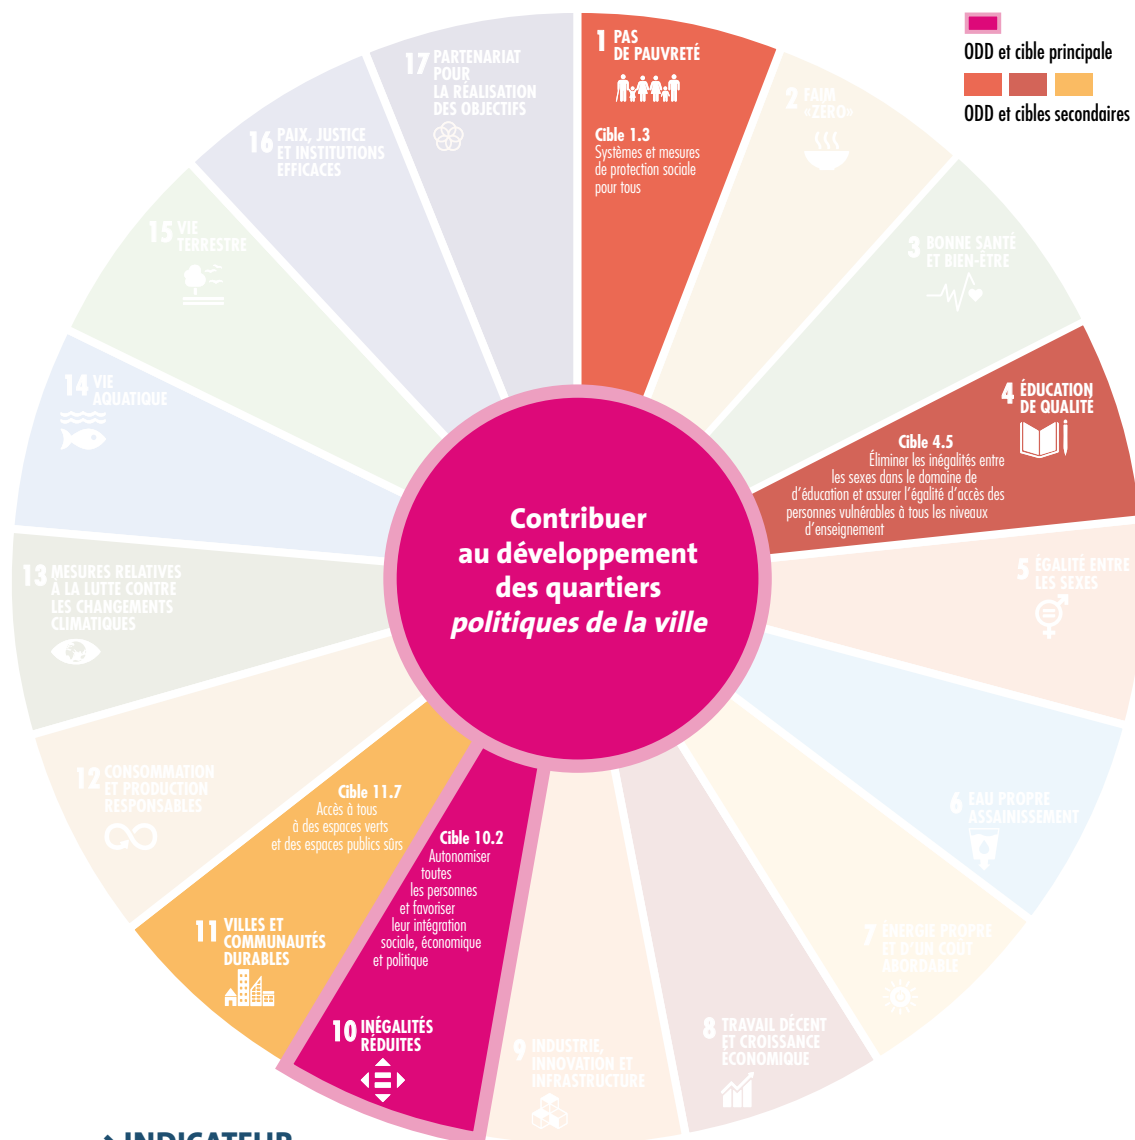 1 PAS
DE PAUVRETÉ
Cible 1.3
Systèmes et mesures
de protection sociale
pour tous
2 FAIM
«ZÉRO»
3 BONNE SANTÉ
ET BIEN-ÊTRE
4 ÉDUCATION
DE QUALITÉ
Cible 4.5
Éliminer les inégalités entre
les sexes dans le domaine de
d'éducation et assurer l'égalité d'accès des
personnes vulnérables à tous les niveaux
d'enseignement
5 ÉGALITÉ ENTRE
LES SEXES
6 EAU PROPRE
ASSAINISSEMENT
7 ÉNERGIE PROPRE
ET D'UN COÛT
ABORDABLE
8 TRAVAIL DÉCENT
ET CROISSANCE
ÉCONOMIQUE
9 INDUSTRIE,
INNOVATION ET
INFRASTRUCTURE
Cible 10.2
Autonomiser
toutes
les personnes
et favoriser
leur intégration
sociale, économique
et politique
10 INÉGALITÉS
RÉDUITES
Cible 11.7
Accès à tous
à des espaces verts
et des espaces publics sûrs
11 VILLES ET
COMMUNAUTÉS
DURABLES
12 CONSOMMATION
ET PRODUCTION
RESPONSABLES
13 MESURES RELATIVES
À LA LUTTE CONTRE
LES CHANGEMENTS
CLIMATIQUES
14 VIE
AQUATIQUE
15 VIE
TERRESTRE
16 PAIX, JUSTICE
ET INSTITUTIONS
EFFICACES
17 PARTENARIAT
POUR
LA RÉALISATION
DES OBJECTIFS
Contribuer
au développement
des quartiers
politiques de la ville
ODD et cible principale
ODD et cibles secondaires
INDICATEUR